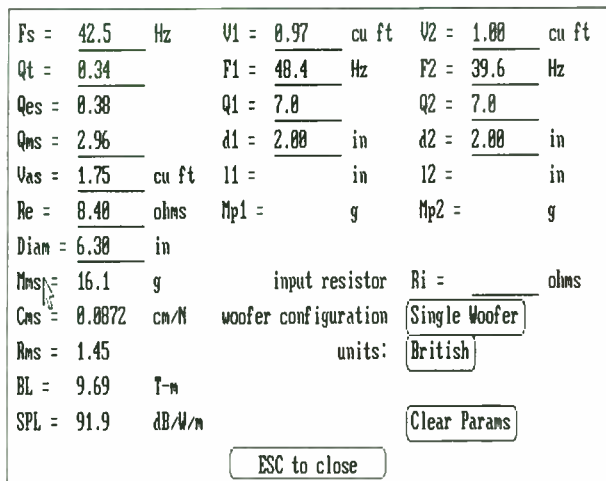 Fs = 42.5 Hz V1 = 0.97 cu ft V2 = 1.00 cu ft
Qt = 0.34 F1 = 48.4 Hz F2 = 39.6 Hz
Qes = 0.38 Q1 = 7.0 Q2 = 7.0
Qms = 2.96 d1 = 2.00 in d2 = 2.00 in
Vas = 1.75 cu ft l1 = in l2 = in
Re = 8.40 ohms Mp1 = g Mp2 = g
Diam = 6.30 in
Mms = 16.1 g input resistor Ri = ohms
Cms = 0.0872 cm/N woofer configuration Single Woofer
Rms = 1.45 units: British
BL = 9.69 T-m
SPL = 91.9 dB/W/m Clear Params
ESC to close